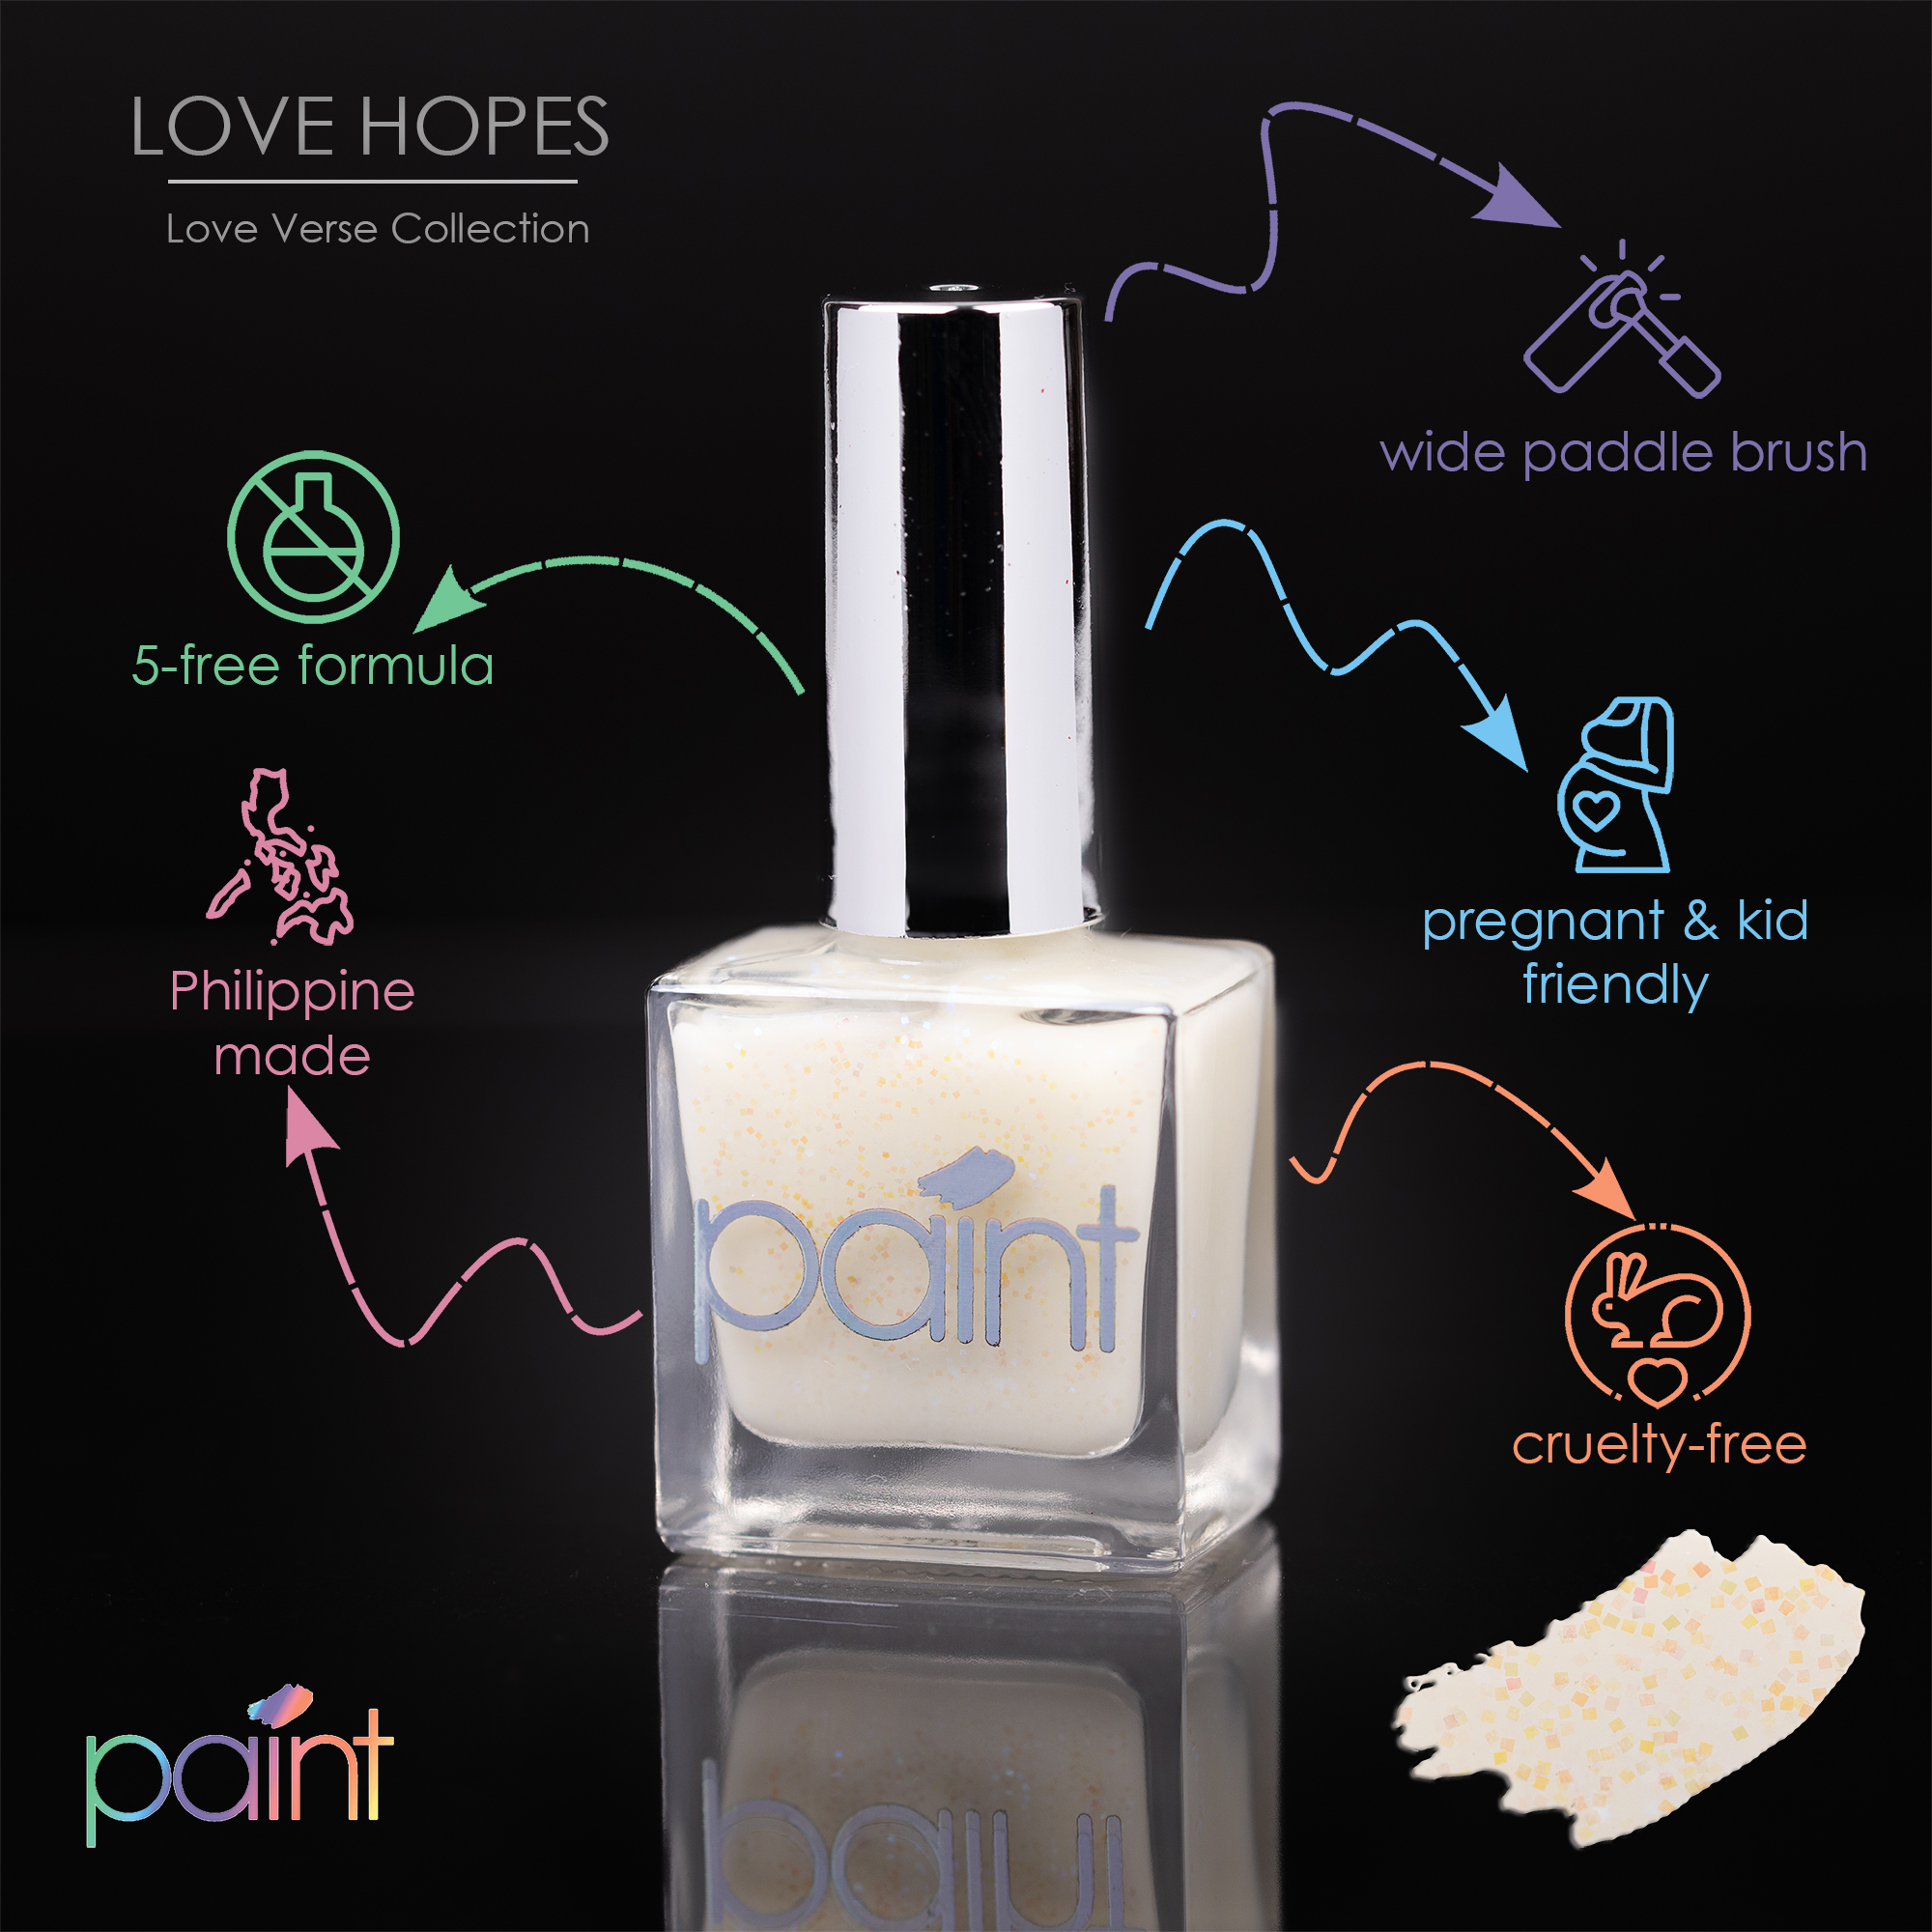 LOVE HOPES
Love Verse Collection
wide paddle brush
5-free formula
pregnant & kid
friendly
Philippine
made
paint
cruelty-free
paint
paint